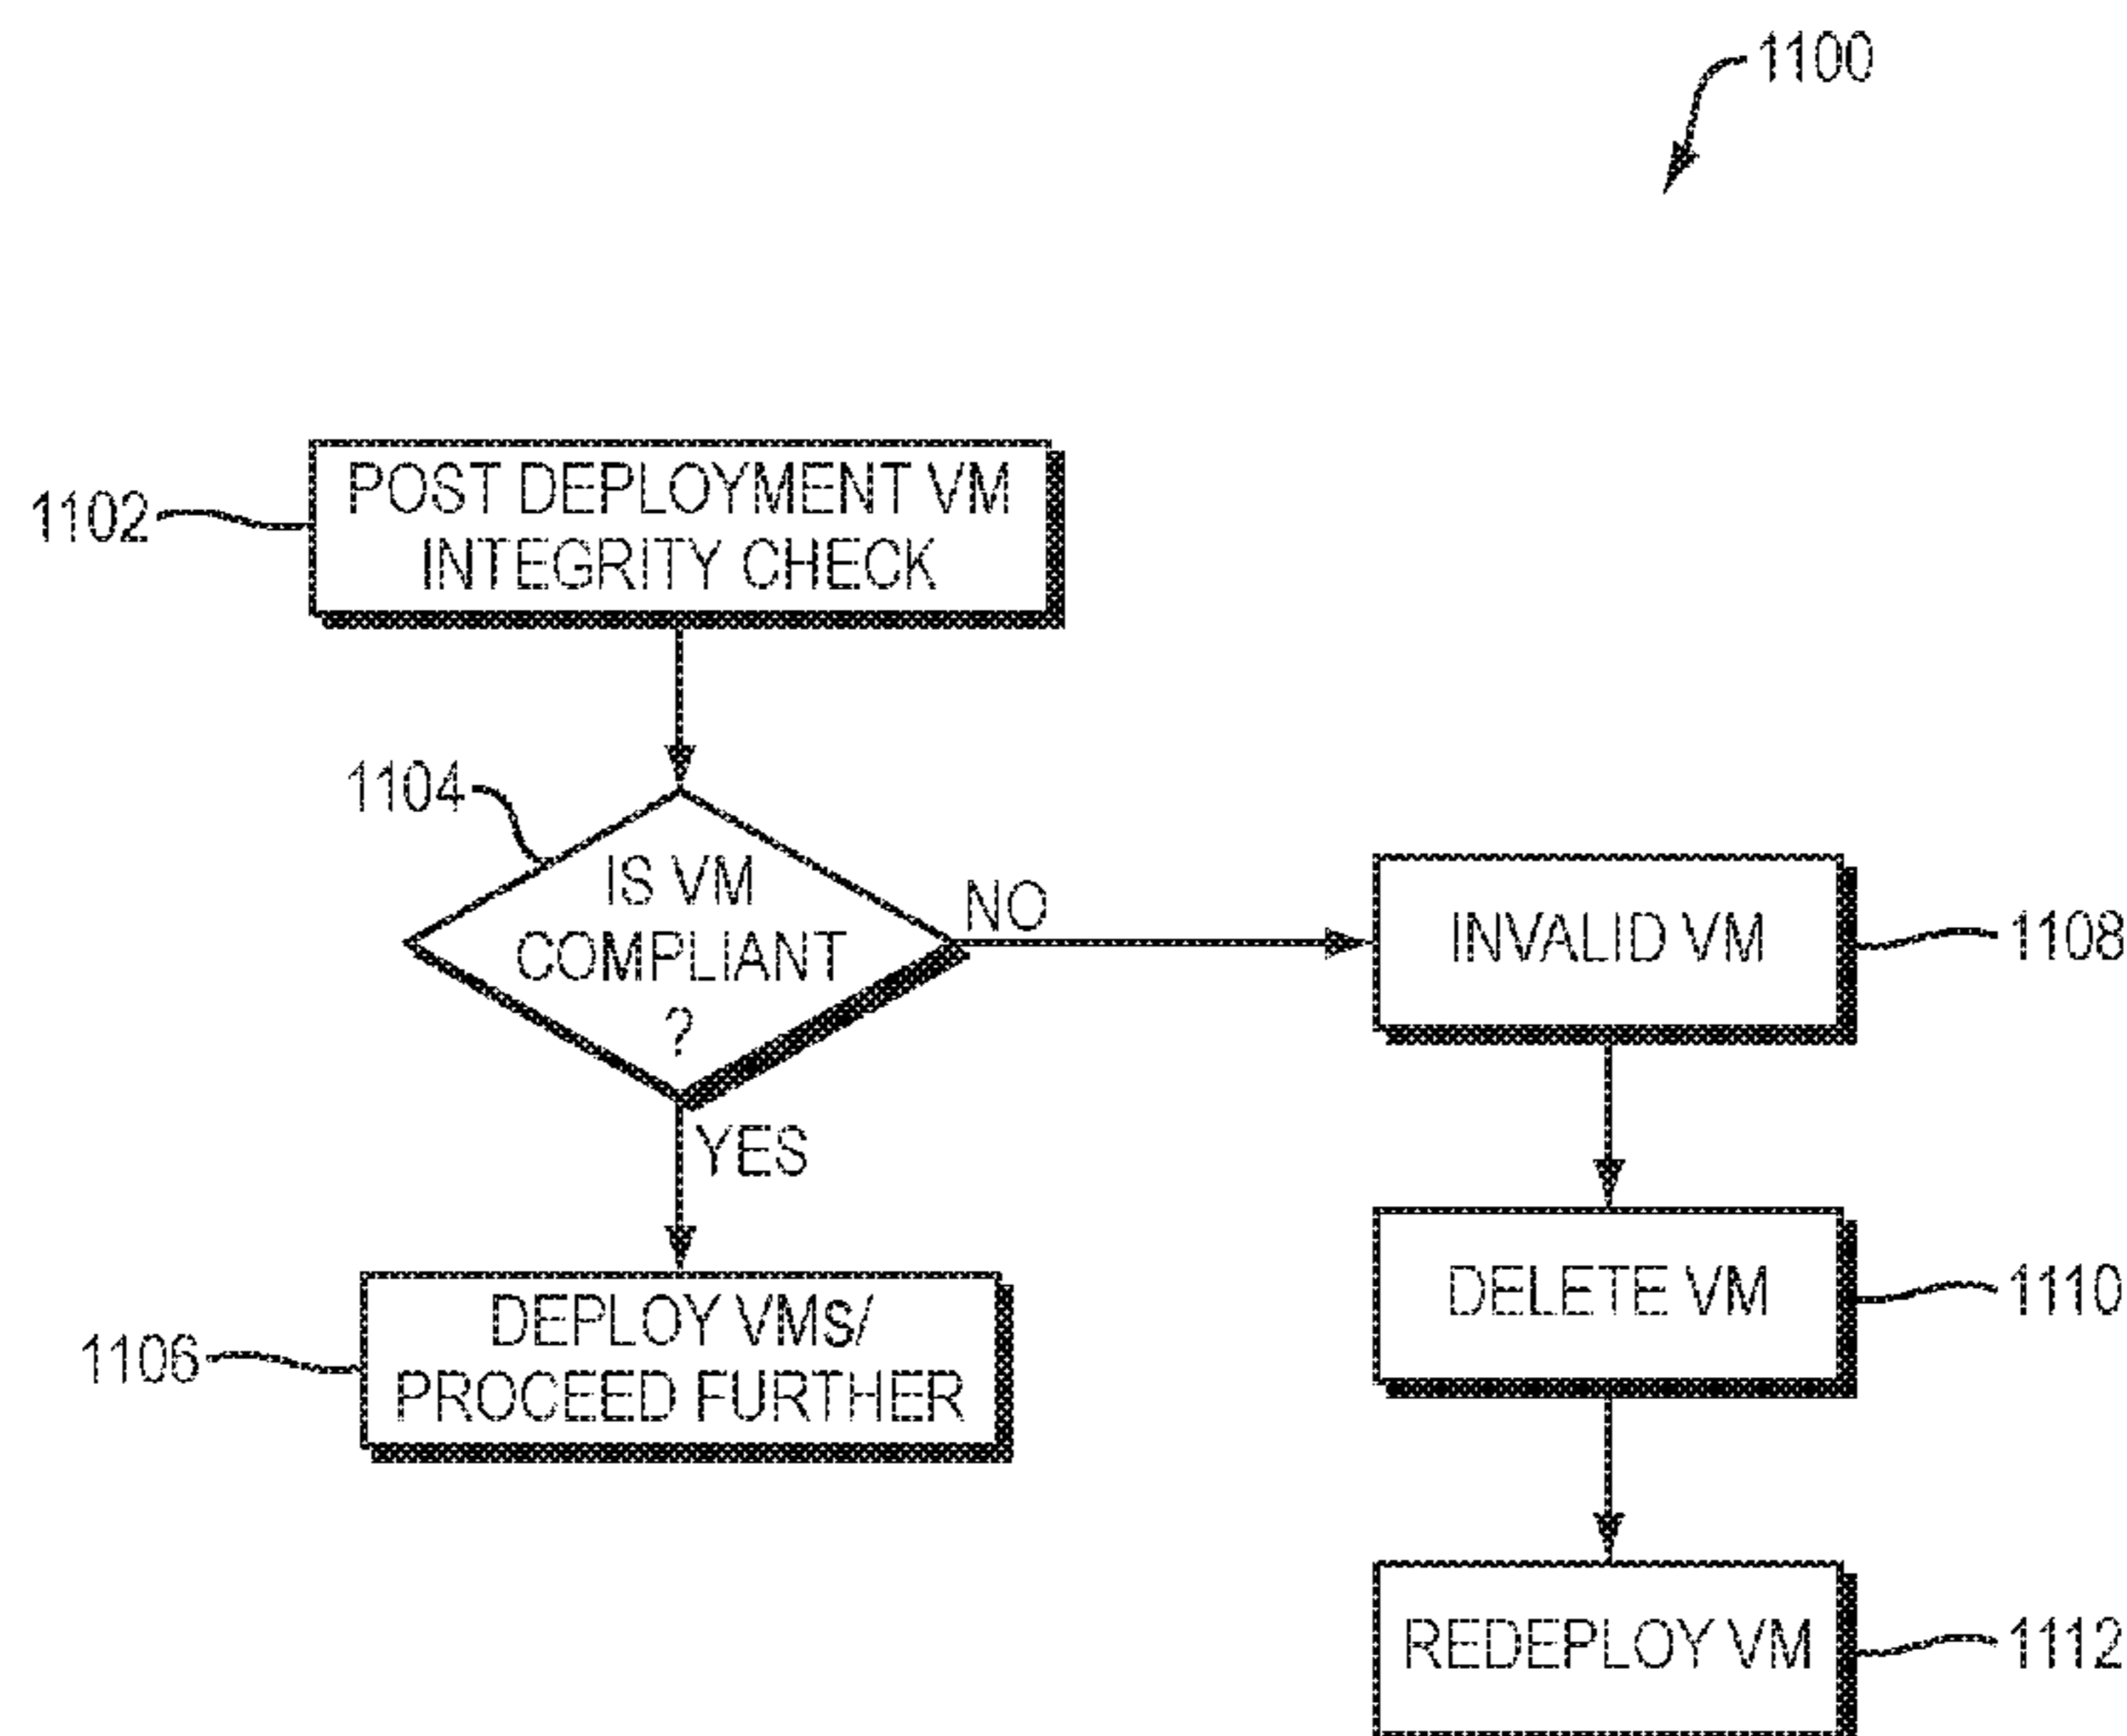 1100
1102
POST DEPLOYMENT VM
INTEGRITY CHECK
1104
IS VM
COMPLIANT
?
NO
YES
1106
DEPLOY VMs/
PROCEED FURTHER
INVALID VM
1108
DELETE VM
1110
REDEPLOY VM
1112